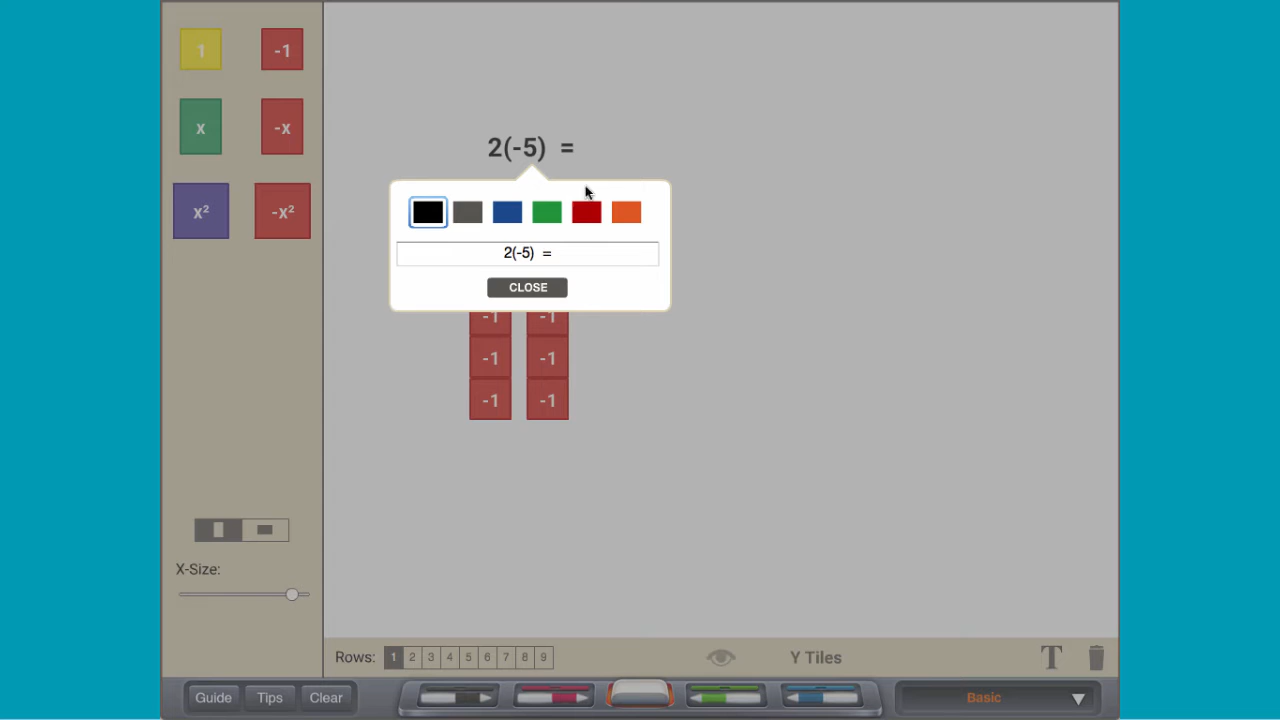 1 -1
x -x
x² -x²
2(-5) =
2(-5) =
CLOSE
-1 -1
-1 -1
-1 -1
X-Size:
Rows: 1 2 3 4 5 6 7 8 9 Y Tiles T
Guide Tips Clear Basic